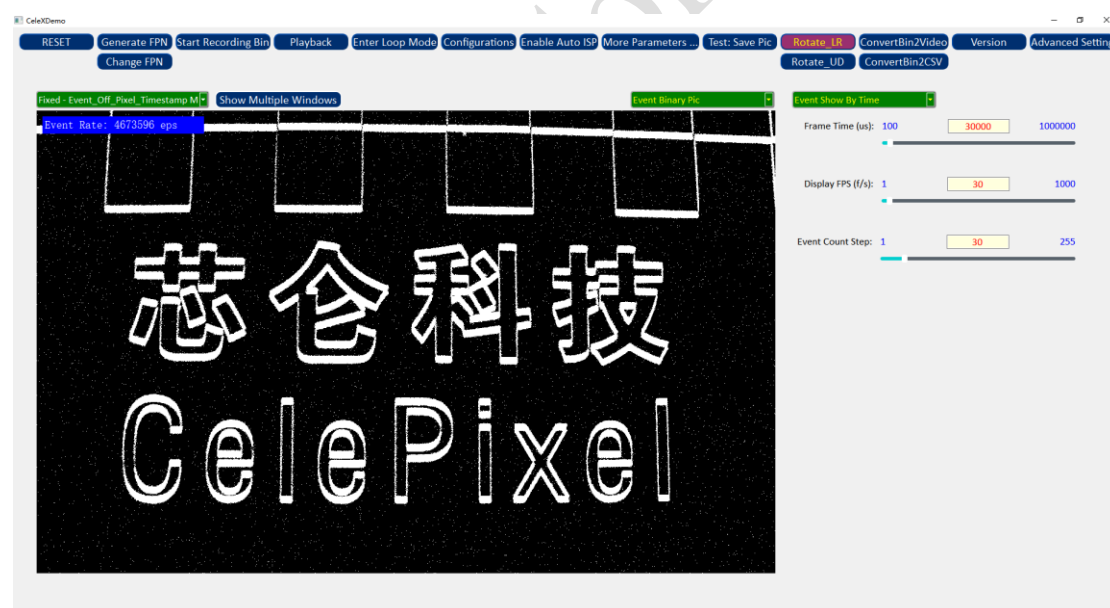 CeleXDemo
RESET Generate FPN Start Recording Bin Playback Enter Loop Mode Configurations Enable Auto ISP More Parameters ... Test: Save Pic Rotate_LR ConvertBin2Video Version Advanced Setting
Change FPN Rotate_UD ConvertBin2CSV
Fixed - Event_Off_Pixel_Timestamp M Show Multiple Windows Event Binary Pic Event Show By Time
Event Rate: 4673596 eps
Frame Time (us): 100 30000 1000000
Display FPS (f/s): 1 30 1000
Event Count Step: 1 30 255
芯仑科技
CelePixel